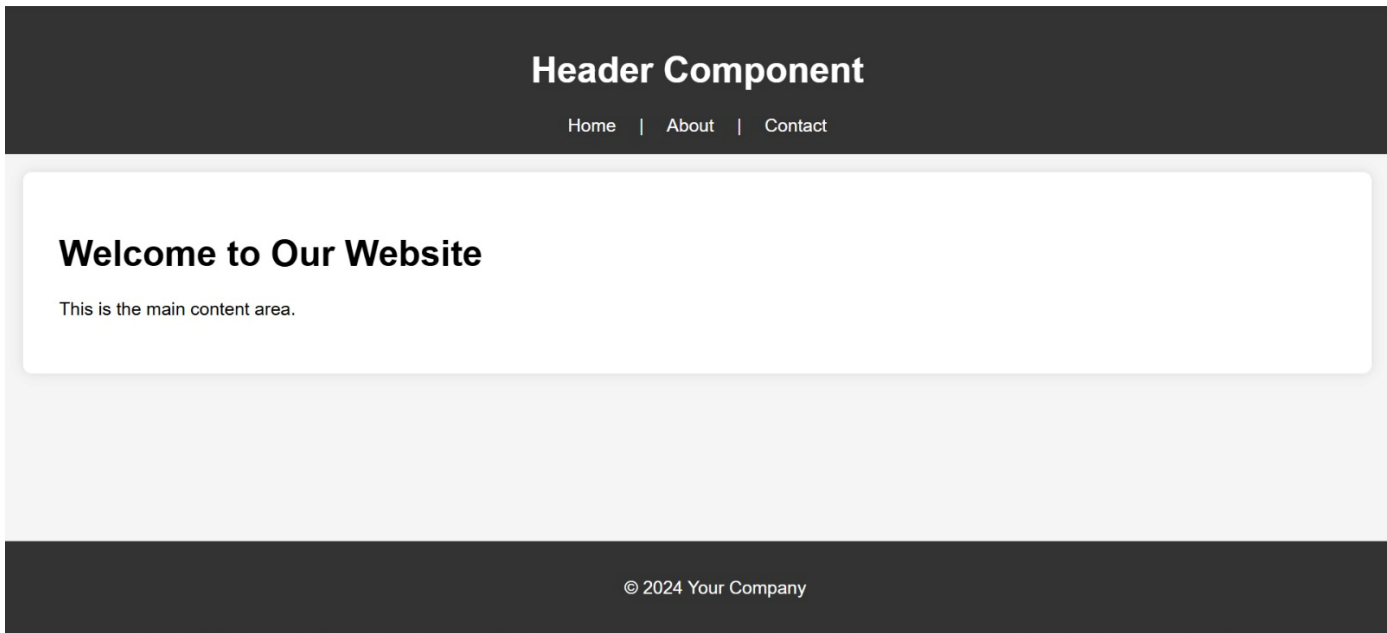 Header Component
Home | About | Contact
Welcome to Our Website
This is the main content area.
© 2024 Your Company